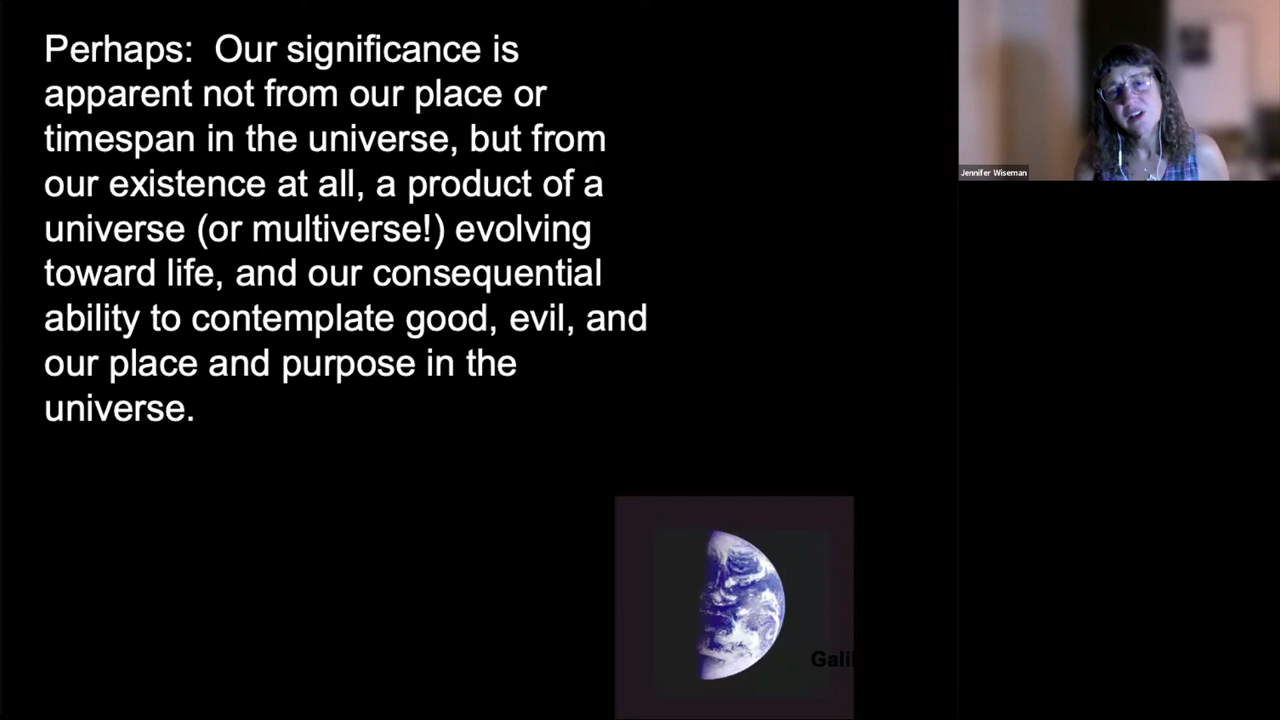 Perhaps:  Our significance is
apparent not from our place or
timespan in the universe, but from
our existence at all, a product of a
universe (or multiverse!) evolving
toward life, and our consequential
ability to contemplate good, evil, and
our place and purpose in the
universe.
Jennifer Wiseman